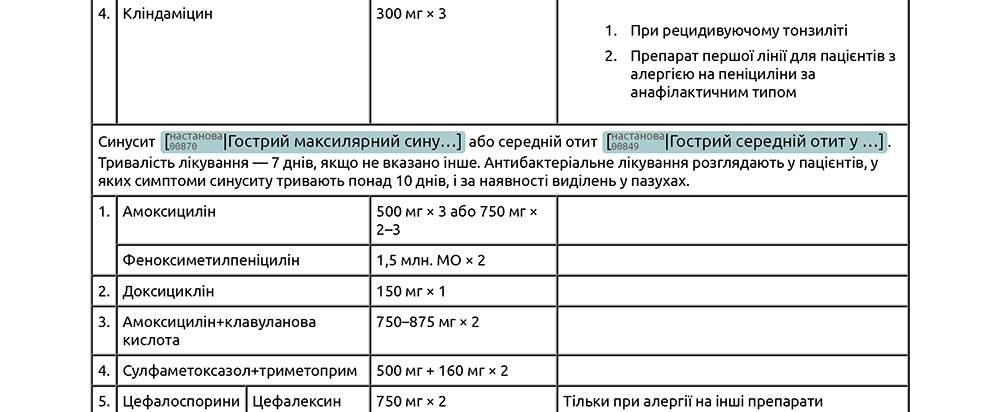 4. Кліндаміцин 300 мг × 3
1. При рецидивуючому тонзиліті
2. Препарат першої лінії для пацієнтів з
алергією на пеніциліни за
анафілактичним типом
Синусит [настанова 00870|Гострий максилярний сину…] або середній отит [настанова 00849|Гострий середній отит у …].
Тривалість лікування — 7 днів, якщо не вказано інше. Антибактеріальне лікування розглядають у пацієнтів, у
яких симптоми синуситу тривають понад 10 днів, і за наявності виділень у пазухах.
1. Амоксицилін 500 мг × 3 або 750 мг ×
2–3
Феноксиметилпеніцилін 1,5 млн. МО × 2
2. Доксициклін 150 мг × 1
3. Амоксицилін+клавуланова 750–875 мг × 2
кислота
4. Сулфаметоксазол+триметоприм 500 мг + 160 мг × 2
5. Цефалоспорини Цефалексин 750 мг × 2 Тільки при алергії на інші препарати